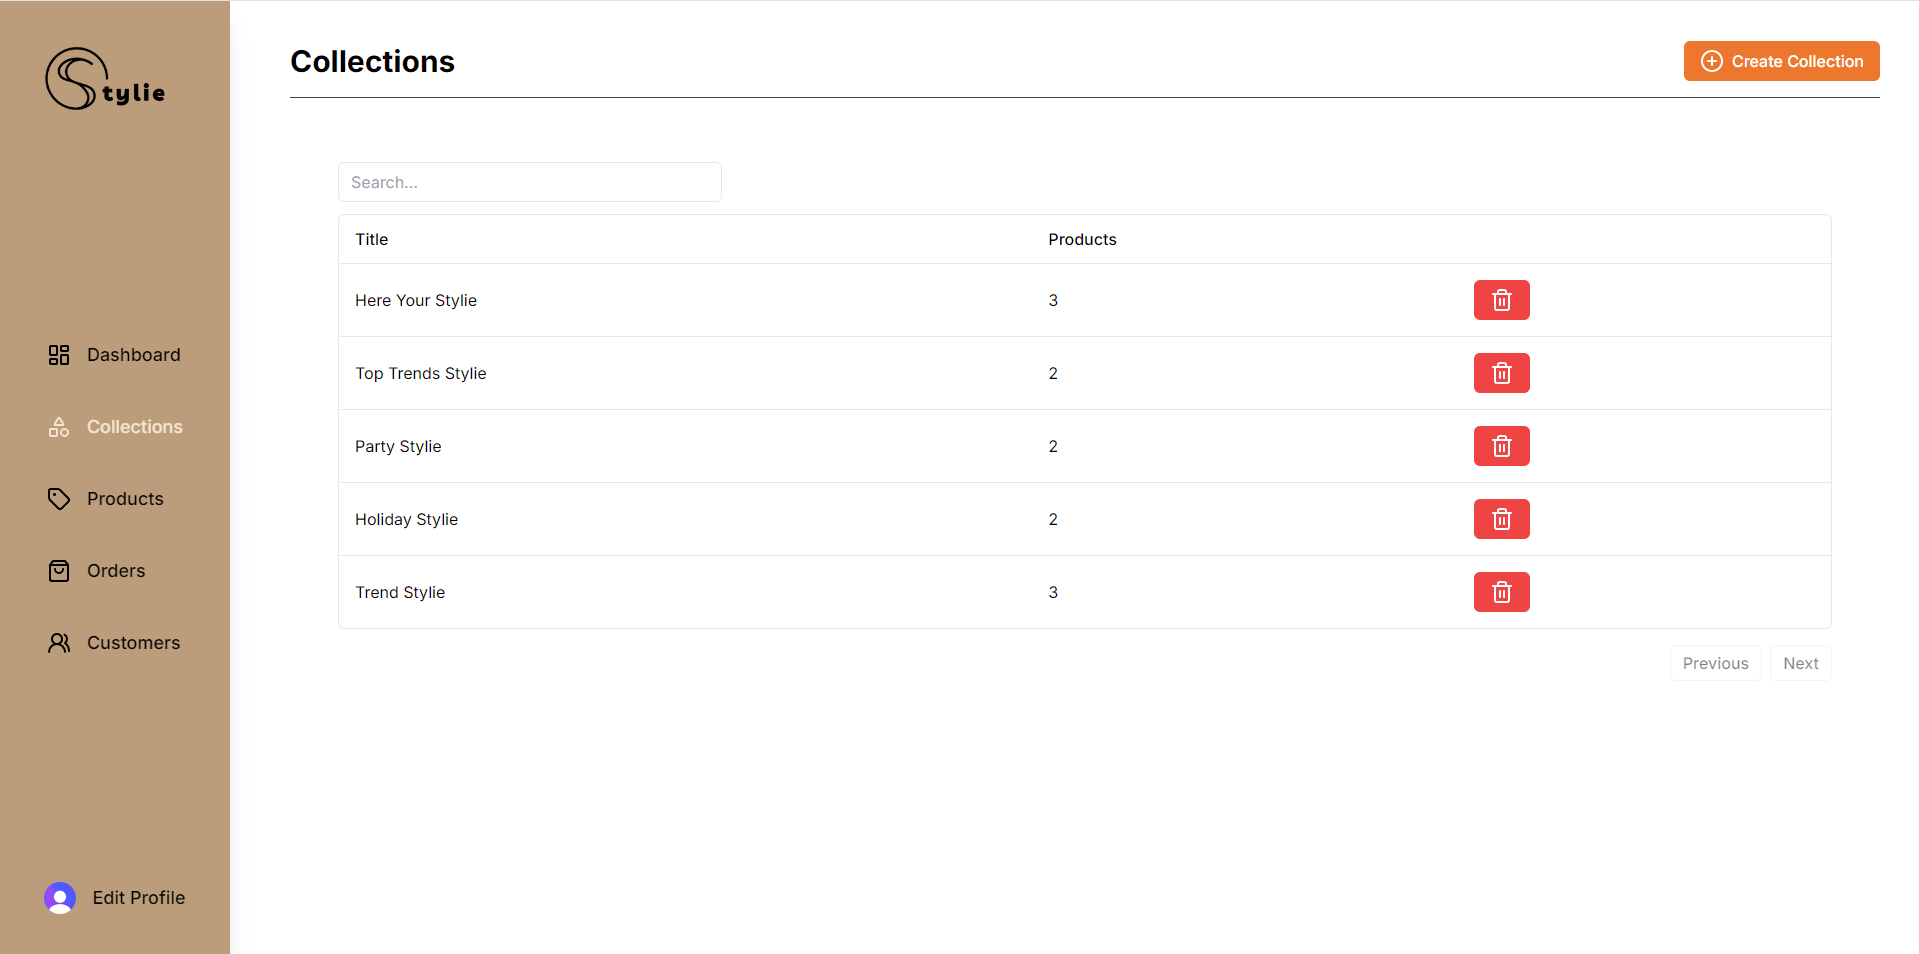 Stylie
Dashboard
Collections
Products
Orders
Customers
Edit Profile
Collections
Create Collection
Search...
Title Products
Here Your Stylie 3
Top Trends Stylie 2
Party Stylie 2
Holiday Stylie 2
Trend Stylie 3
Previous Next